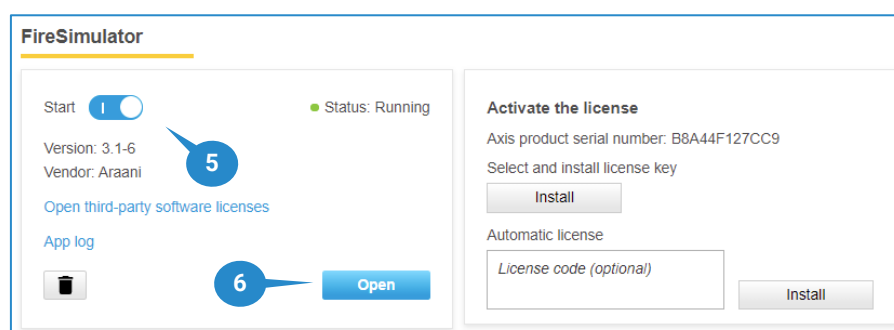 FireSimulator
Start
Status: Running
5
Version: 3.1-6
Vendor: Araani
Open third-party software licenses
App log
6
Open
Activate the license
Axis product serial number: B8A44F127CC9
Select and install license key
Install
Automatic license
License code (optional)
Install